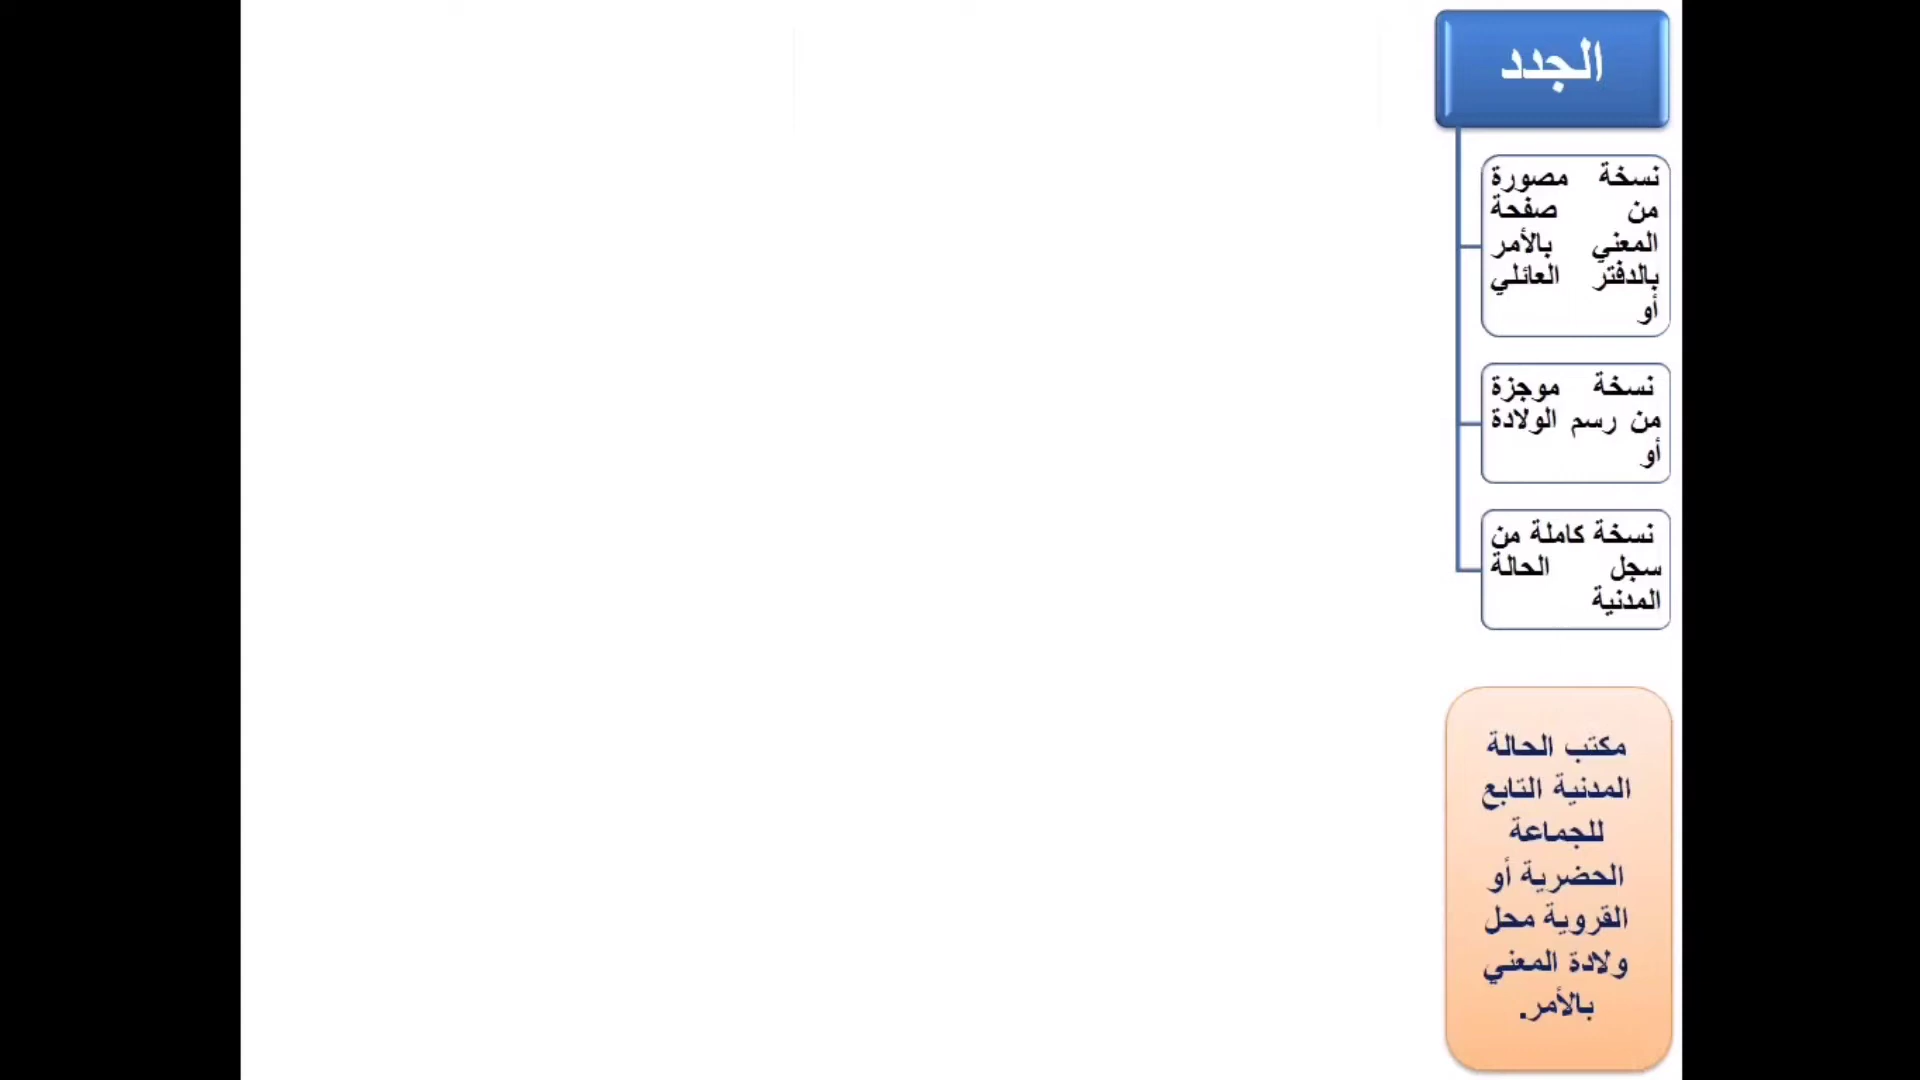 الجدد
نسخة مصورة
من صفحة
المعني بالأمر
بالدفتر العائلي
أو
نسخة موجزة
من رسم الولادة
أو
نسخة كاملة من
سجل الحالة
المدنية
مكتب الحالة
المدنية التابع
للجماعة
الحضرية أو
القروية محل
ولادة المعني
بالأمر.